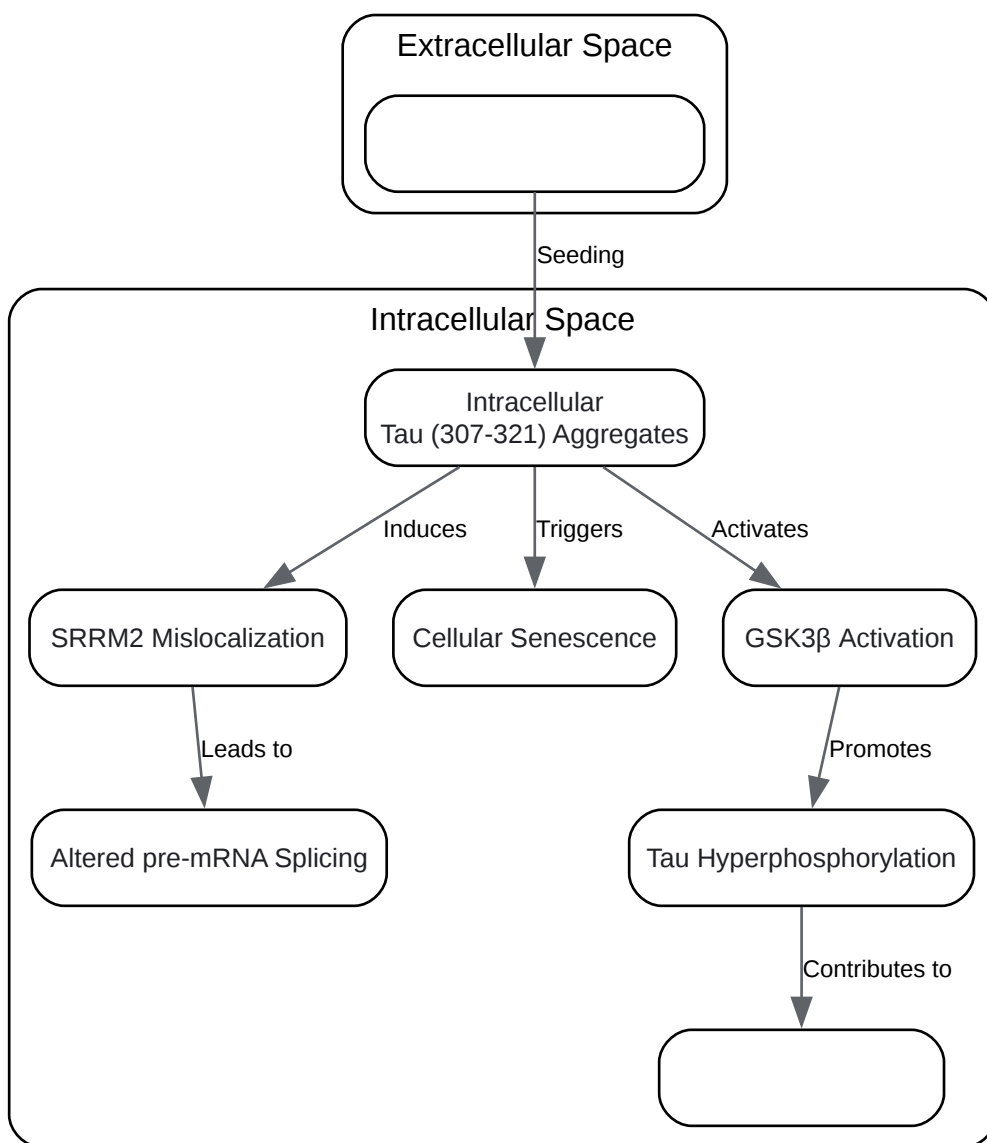 Extracellular Space
Seeding
Intracellular Space
Intracellular
Tau (307-321) Aggregates
Induces
Triggers
Activates
SRRM2 Mislocalization
Cellular Senescence
GSK3β Activation
Leads to
Promotes
Altered pre-mRNA Splicing
Tau Hyperphosphorylation
Contributes to